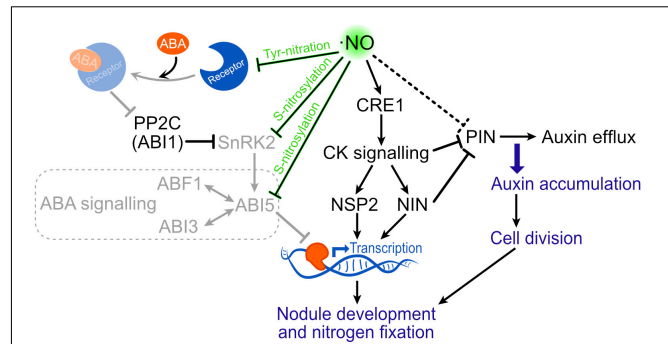 NO
ABA
Tyr-nitration
ABA
Receptor
Receptor
S-nitrosylation
S-nitrosylation
CRE1
PP2C
(ABI1)
SnRK2
CK signalling
PIN
Auxin efflux
ABF1
Auxin accumulation
ABA signalling
ABI5
NSP2
NIN
ABI3
Cell division
Transcription
Nodule development
and nitrogen fixation